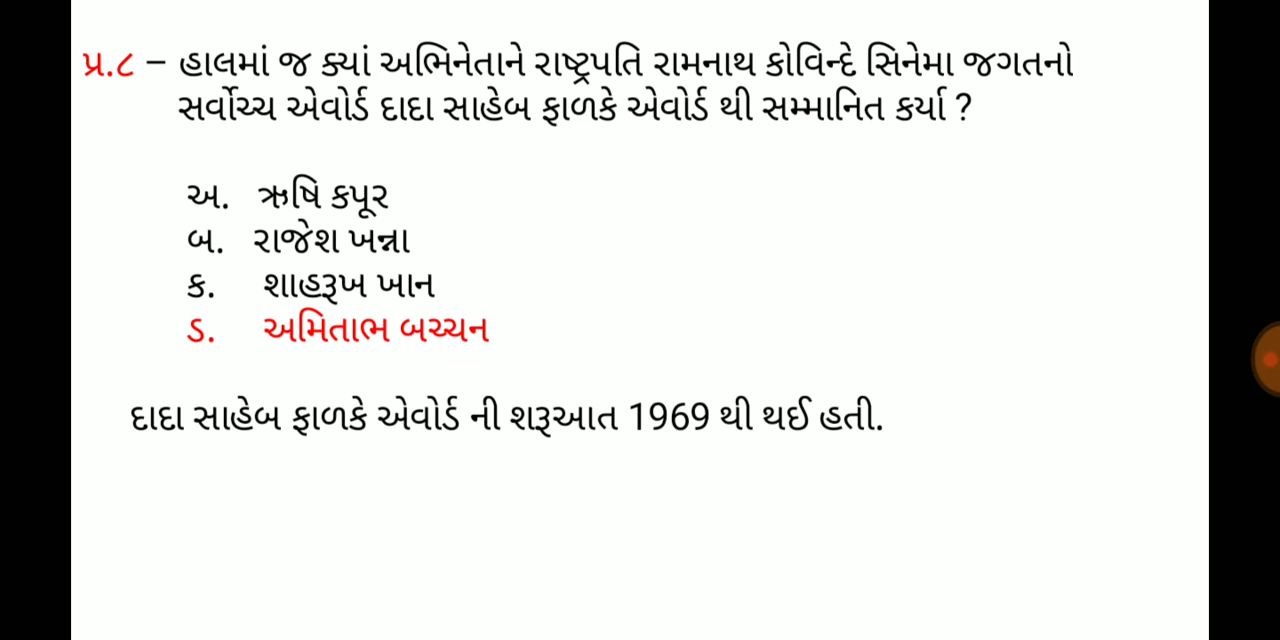 પ્ર.૮ – હાલમાં જ ક્યાં અભિનેતાને રાષ્ટ્રપતિ રામનાથ કોવિન્દે સિનેમા જગતનો
સર્વોચ્ચ એવોર્ડ દાદા સાહેબ ફાળકે એવોર્ડ થી સમ્માનિત કર્યા ?
અ. ઋષિ કપૂર
બ. રાજેશ ખન્ના
ક. શાહરૂખ ખાન
ડ. અમિતાભ બચ્ચન
દાદા સાહેબ ફાળકે એવોર્ડ ની શરૂઆત 1969 થી થઈ હતી.